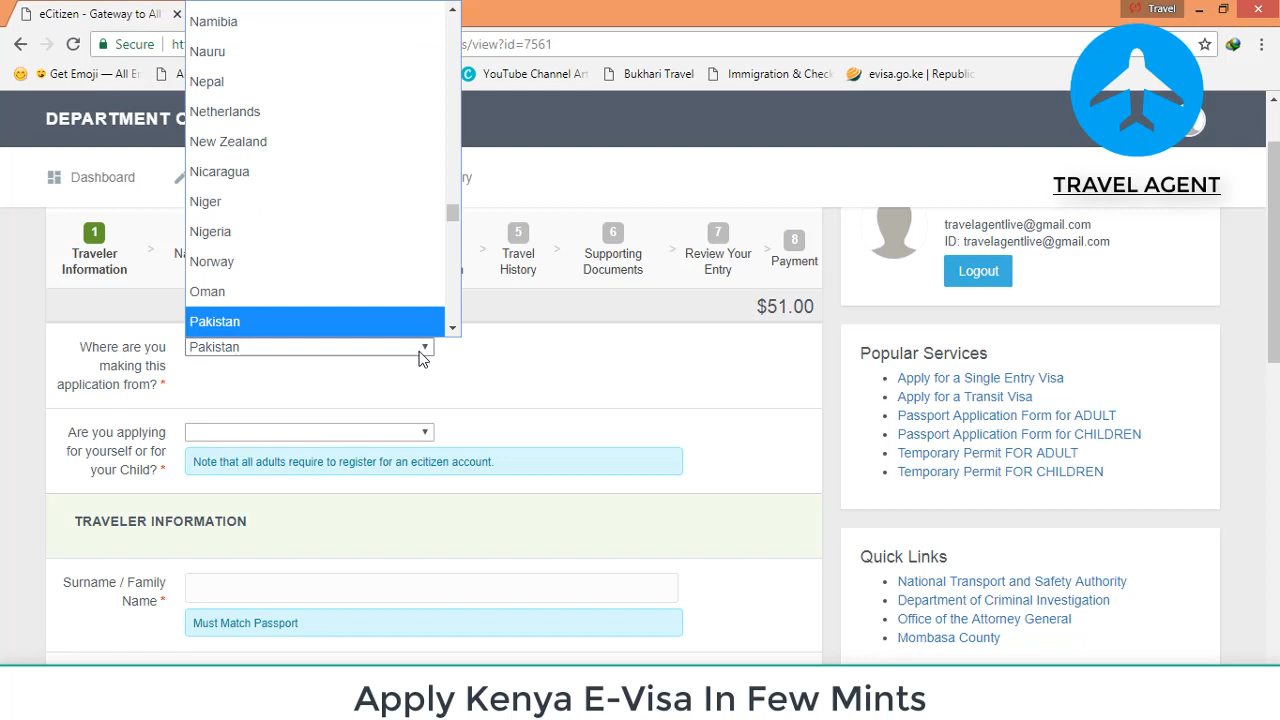 eCitizen - Gateway to All
Travel
Secure
s/view?id=7561
Get Emoji — All E
YouTube Channel Art
Bukhari Travel
Immigration & Check
evisa.go.ke | Republic
DEPARTMENT
Dashboard
Namibia
Nauru
Nepal
Netherlands
New Zealand
Nicaragua
Niger
Nigeria
Norway
Oman
Pakistan
TRAVEL AGENT
1
Traveler
Information
5
Travel
History
6
Supporting
Documents
7
Review Your
Entry
8
Payment
$51.00
Where are you
making this
application from? *
Pakistan
Are you applying
for yourself or for
your Child? *
Note that all adults require to register for an ecitizen account.
TRAVELER INFORMATION
Surname / Family
Name *
Must Match Passport
travelagentlive@gmail.com
ID: travelagentlive@gmail.com
Logout
Popular Services
Apply for a Single Entry Visa
Apply for a Transit Visa
Passport Application Form for ADULT
Passport Application Form for CHILDREN
Temporary Permit FOR ADULT
Temporary Permit FOR CHILDREN
Quick Links
National Transport and Safety Authority
Department of Criminal Investigation
Office of the Attorney General
Mombasa County
Apply Kenya E-Visa In Few Mints